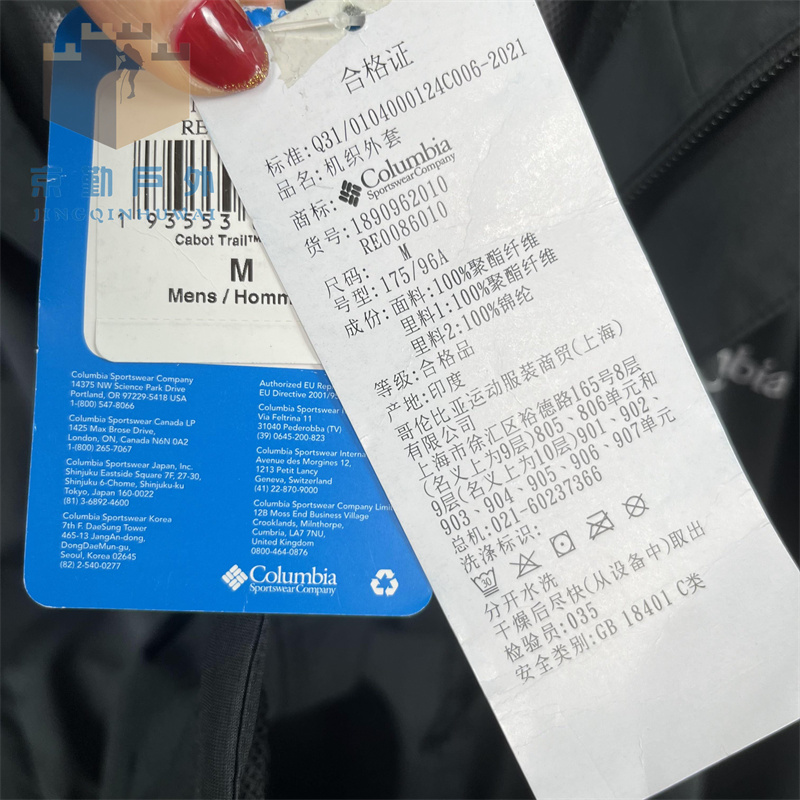 京勤戶外
JINGQINHUWAI
RE
1 93553
Cabot Trail™
M
Mens / Homm
Columbia Sportswear Company
14375 NW Science Park Drive
Portland, OR 97229-5418 USA
1-(800) 547-8066
Columbia Sportswear Canada LP
1425 Max Brose Drive,
London, ON, Canada N6N 0A2
1-(800) 265-7067
Columbia Sportswear Japan, Inc.
Shinjuku Eastside Square 7F, 27-30,
Shinjuku 6-Chome, Shinjuku-ku
Tokyo, Japan 160-0022
(81) 3-6892-4600
Columbia Sportswear Korea
7th F. DaeSung Tower
465-13 JangAn-dong,
DongDaeMun-gu,
Seoul, Korea 02645
(82) 2-540-0277
Authorized EU Repr
EU Directive 2001/95
Columbia Sportswear
Via Feltrina 11
31040 Pederobba (TV)
(39) 0645-200-823
Columbia Sportswear Interna
Avenue des Morgines 12,
1213 Petit Lancy
Geneva, Switzerland
(41) 22-870-9000
Columbia Sportswear Company Limi
12B Moss End Business Village
Crooklands, Milnthorpe,
Cumbria, LA7 7NU,
United Kingdom
0800-464-0876
Columbia
Sportswear Company
合格证
标准:Q31/0104000124C006-2021
品名:机织外套
商标: Columbia
Sportswear Company
货号:1890962010
RE0086010
尺码: M
号型:175/96A
成份:面料:100%聚酯纤维
里料1:100%聚酯纤维
里料2:100%锦纶
等级:合格品
产地:印度
哥伦比亚运动服装商贸(上海)
有限公司
上海市徐汇区裕德路165号8层
(名义上为9层)805、806单元和
9层(名义上为10层)901、902、
903、904、905、906、907单元
总机:021-60237366
洗涤标识:
30
分开水洗
干燥后尽快(从设备中)取出
检验员:035
安全类别:GB 18401 C类
bia